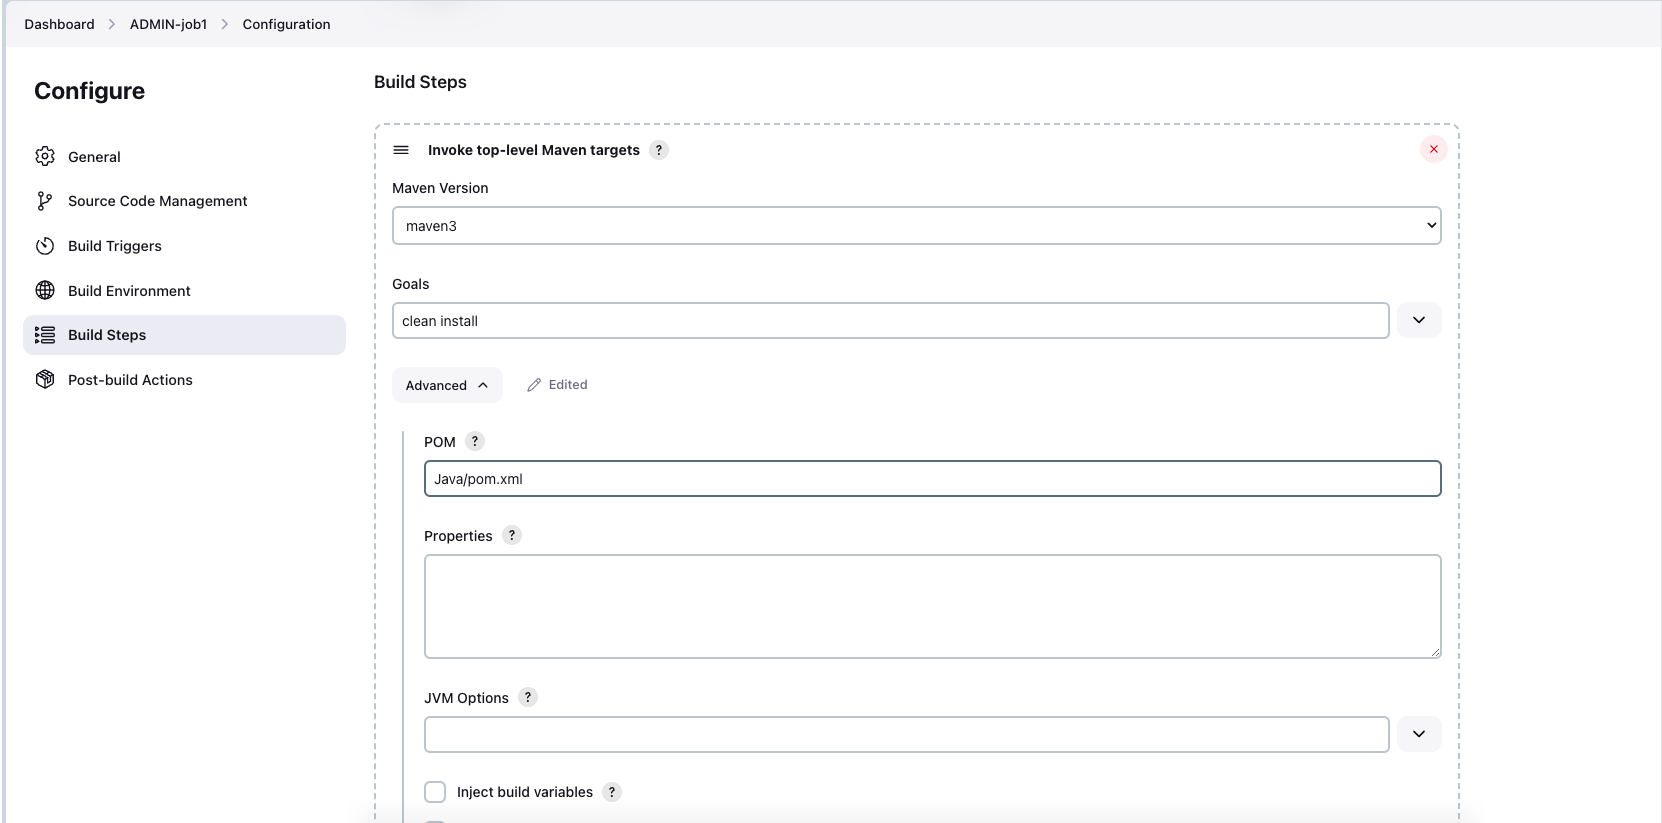 Dashboard > ADMIN-job1 > Configuration
Configure
General
Source Code Management
Build Triggers
Build Environment
Build Steps
Post-build Actions
Build Steps
Invoke top-level Maven targets ?
Maven Version
maven3
Goals
clean install
Advanced Edited
POM ?
Java/pom.xml
Properties ?
JVM Options ?
Inject build variables ?